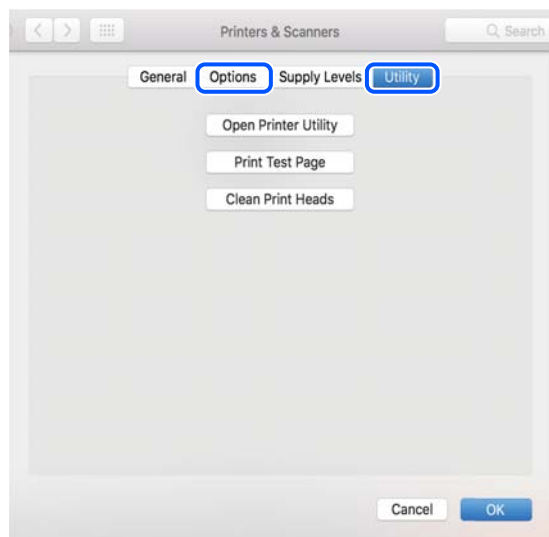 Printers & Scanners Search
General Options Supply Levels Utility
Open Printer Utility
Print Test Page
Clean Print Heads
Cancel OK